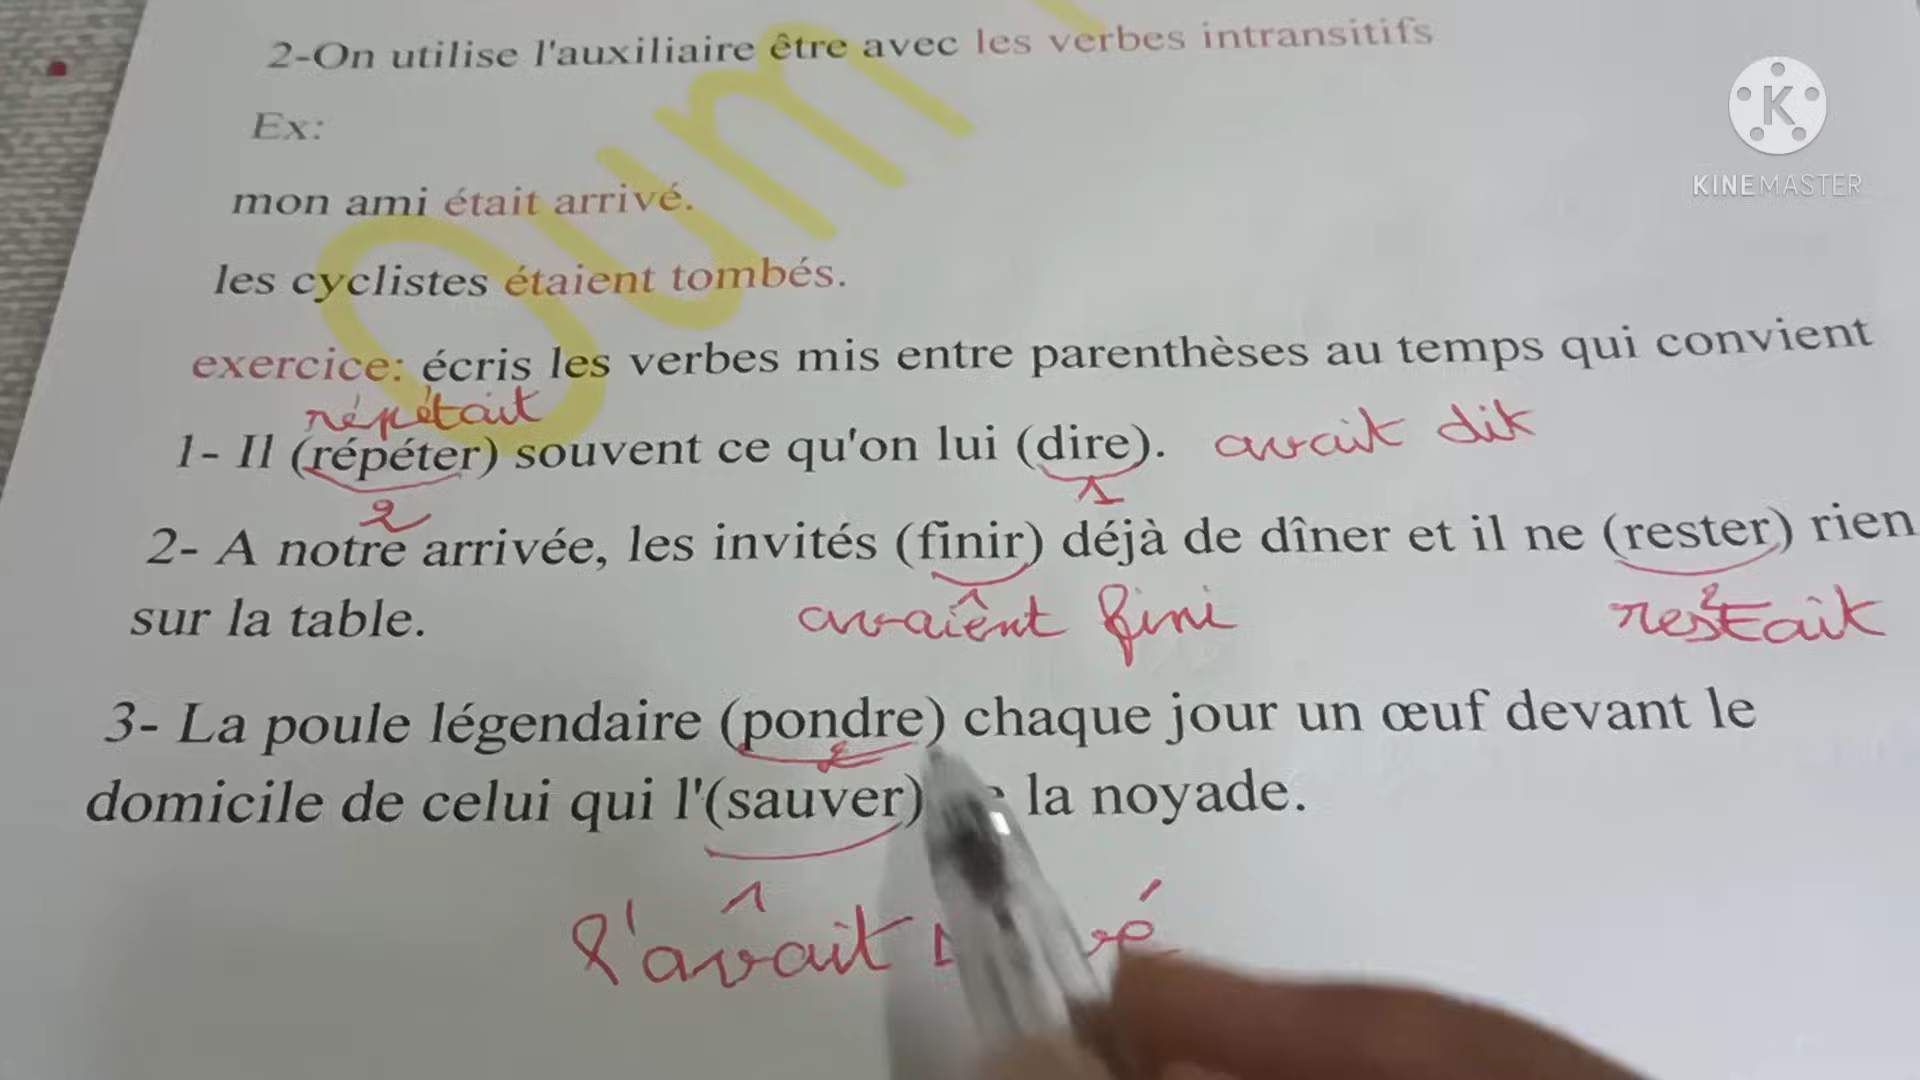 2-On utilise l'auxiliaire être avec les verbes intransitifs
Ex:
mon ami était arrivé.
les cyclistes étaient tombés.
exercice: écris les verbes mis entre parenthèses au temps qui convient
répétait
1- Il (répéter) souvent ce qu'on lui (dire). avait dit
2 1
2- A notre arrivée, les invités (finir) déjà de dîner et il ne (rester) rien
sur la table. avaient fini restait
1 2
3- La poule légendaire (pondre) chaque jour un œuf devant le
2
domicile de celui qui l'(sauver) la noyade.
1
l'avait
Oum
K
KINEMASTER